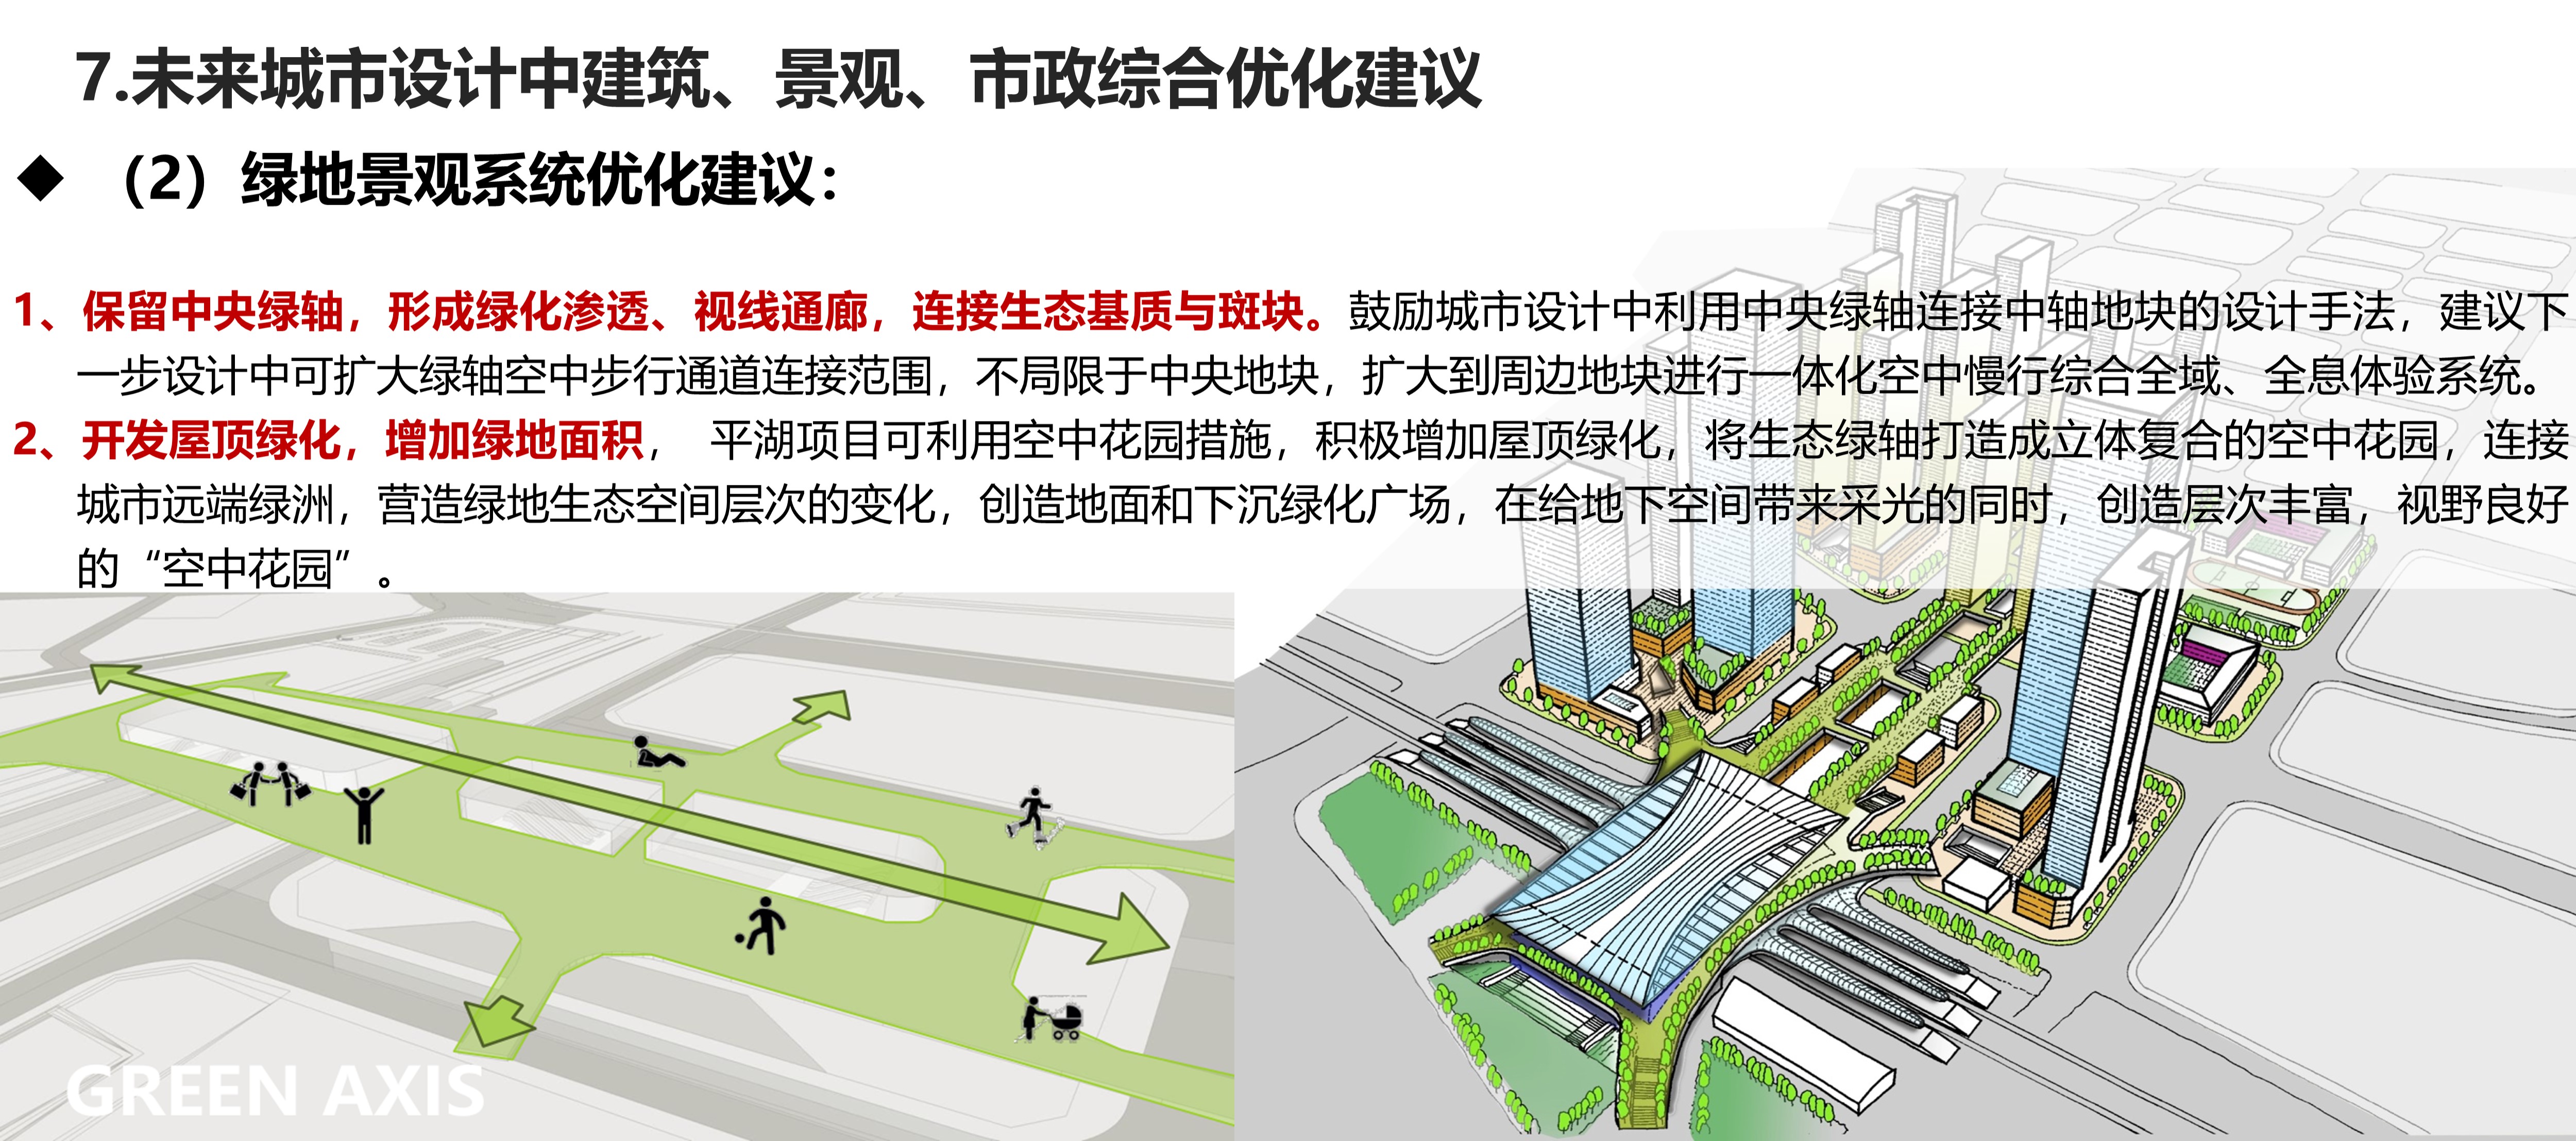 7.未来城市设计中建筑、景观、市政综合优化建议
◆ （2）绿地景观系统优化建议：
1、保留中央绿轴，形成绿化渗透、视线通廊，连接生态基质与斑块。鼓励城市设计中利用中央绿轴连接中轴地块的设计手法，建议下
一步设计中可扩大绿轴空中步行通道连接范围，不局限于中央地块，扩大到周边地块进行一体化空中慢行综合全域、全息体验系统。
2、开发屋顶绿化，增加绿地面积， 平湖项目可利用空中花园措施，积极增加屋顶绿化，将生态绿轴打造成立体复合的空中花园，连接
城市远端绿洲，营造绿地生态空间层次的变化，创造地面和下沉绿化广场，在给地下空间带来采光的同时，创造层次丰富，视野良好
的“空中花园”。
GREEN AXIS